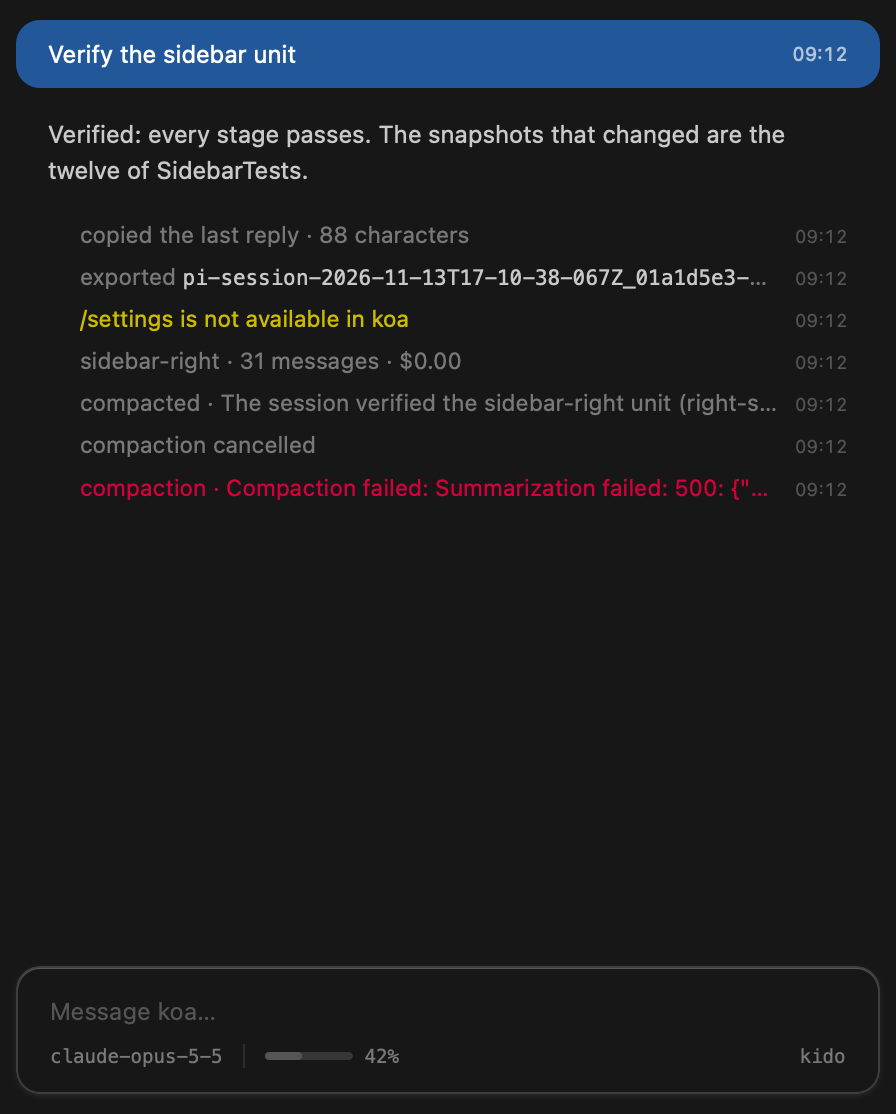 Verify the sidebar unit 09:12
Verified: every stage passes. The snapshots that changed are the
twelve of SidebarTests.
copied the last reply · 88 characters 09:12
exported pi-session-2026-11-13T17-10-38-067Z_01a1d5e3-… 09:12
/settings is not available in koa 09:12
sidebar-right · 31 messages · $0.00 09:12
compacted · The session verified the sidebar-right unit (right-s… 09:12
compaction cancelled 09:12
compaction · Compaction failed: Summarization failed: 500: {"… 09:12
Message koa…
claude-opus-5-5 42% kido